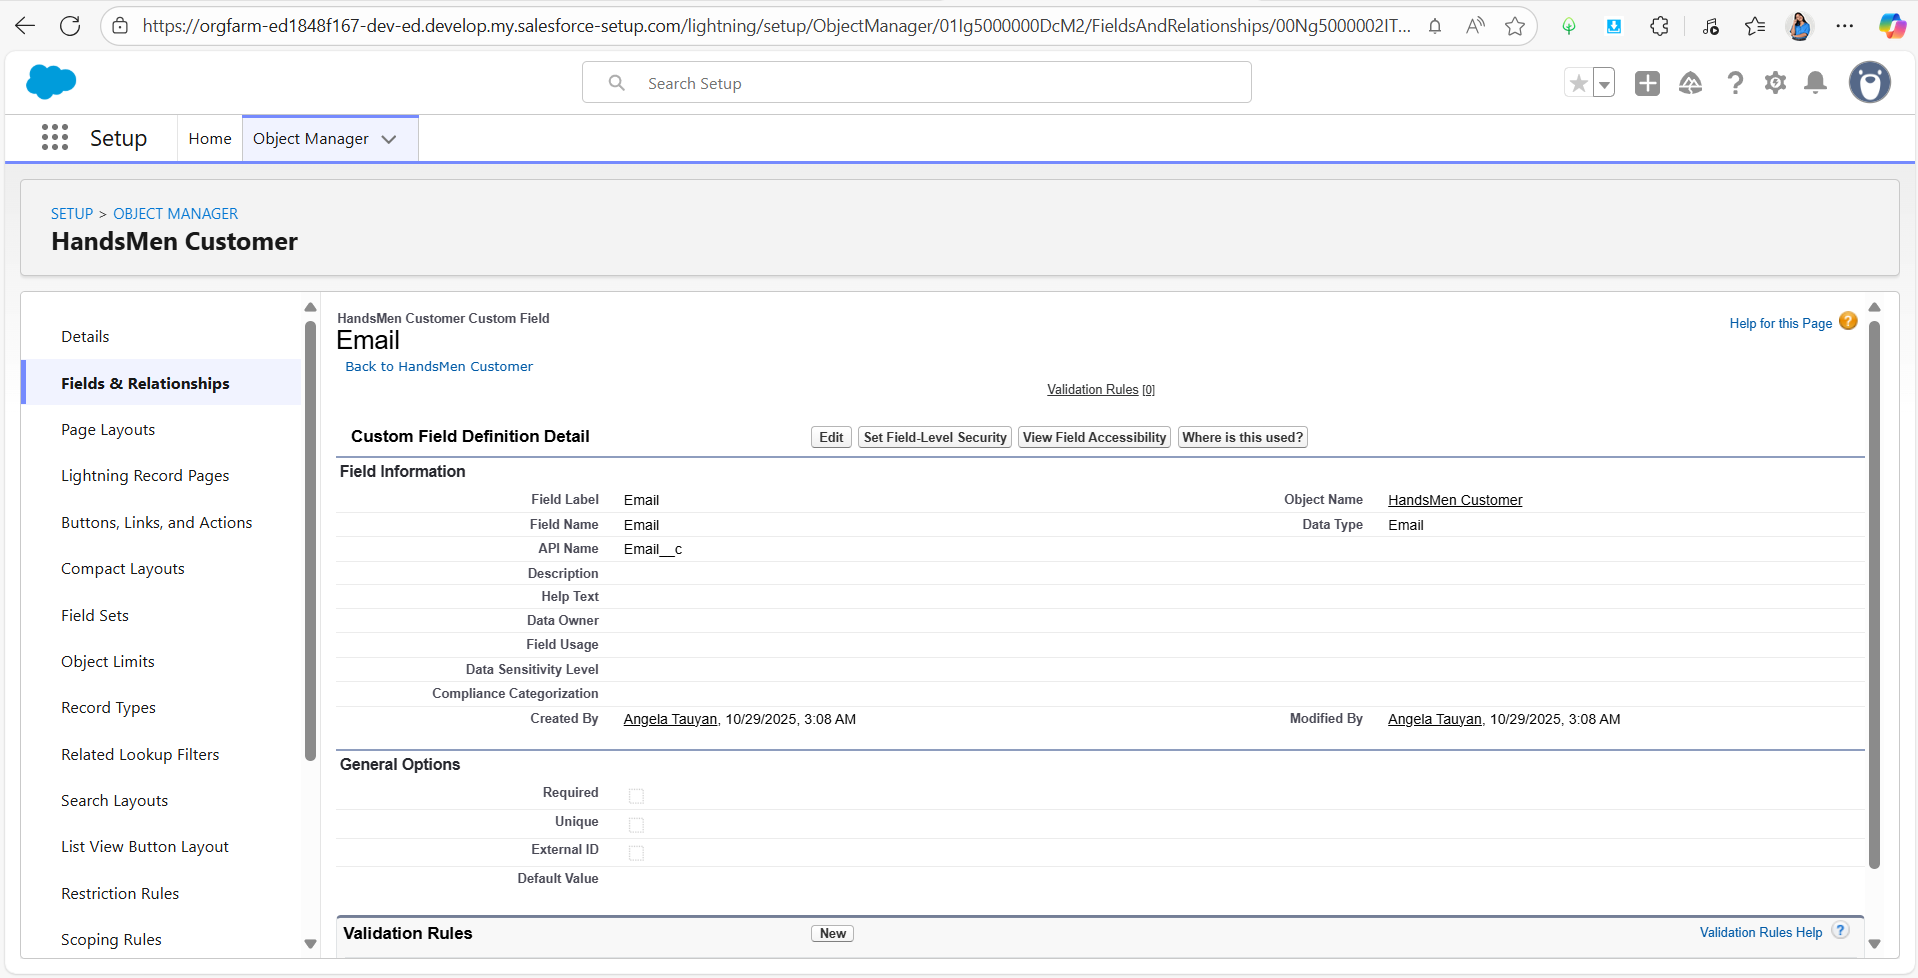 https://orgfarm-ed1848f167-dev-ed.develop.my.salesforce-setup.com/lightning/setup/ObjectManager/01Ig5000000DcM2/FieldsAndRelationships/00Ng5000002IT...
Search Setup
Setup
Home
Object Manager
SETUP > OBJECT MANAGER
HandsMen Customer
Details
Fields & Relationships
Page Layouts
Lightning Record Pages
Buttons, Links, and Actions
Compact Layouts
Field Sets
Object Limits
Record Types
Related Lookup Filters
Search Layouts
List View Button Layout
Restriction Rules
Scoping Rules
HandsMen Customer Custom Field
Email
Back to HandsMen Customer
Help for this Page ?
Validation Rules [0]
Custom Field Definition Detail Edit Set Field-Level Security View Field Accessibility Where is this used?
Field Information
Field Label Email Object Name HandsMen Customer
Field Name Email Data Type Email
API Name Email__c
Description
Help Text
Data Owner
Field Usage
Data Sensitivity Level
Compliance Categorization
Created By Angela Tauyan, 10/29/2025, 3:08 AM Modified By Angela Tauyan, 10/29/2025, 3:08 AM
General Options
Required
Unique
External ID
Default Value
Validation Rules New Validation Rules Help ?